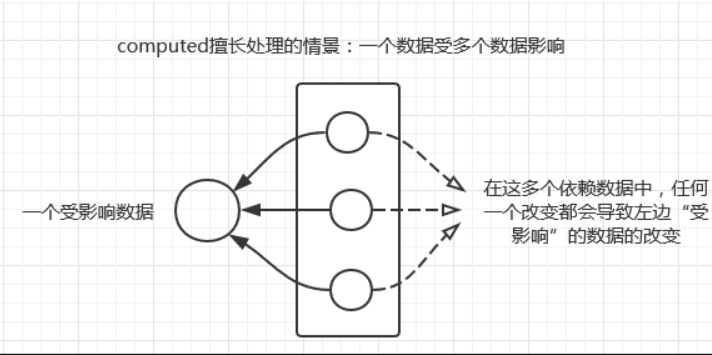 computed擅长处理的情景：一个数据受多个数据影响
一个受影响数据
在这多个依赖数据中，任何
一个改变都会导致左边“受
影响”的数据的改变